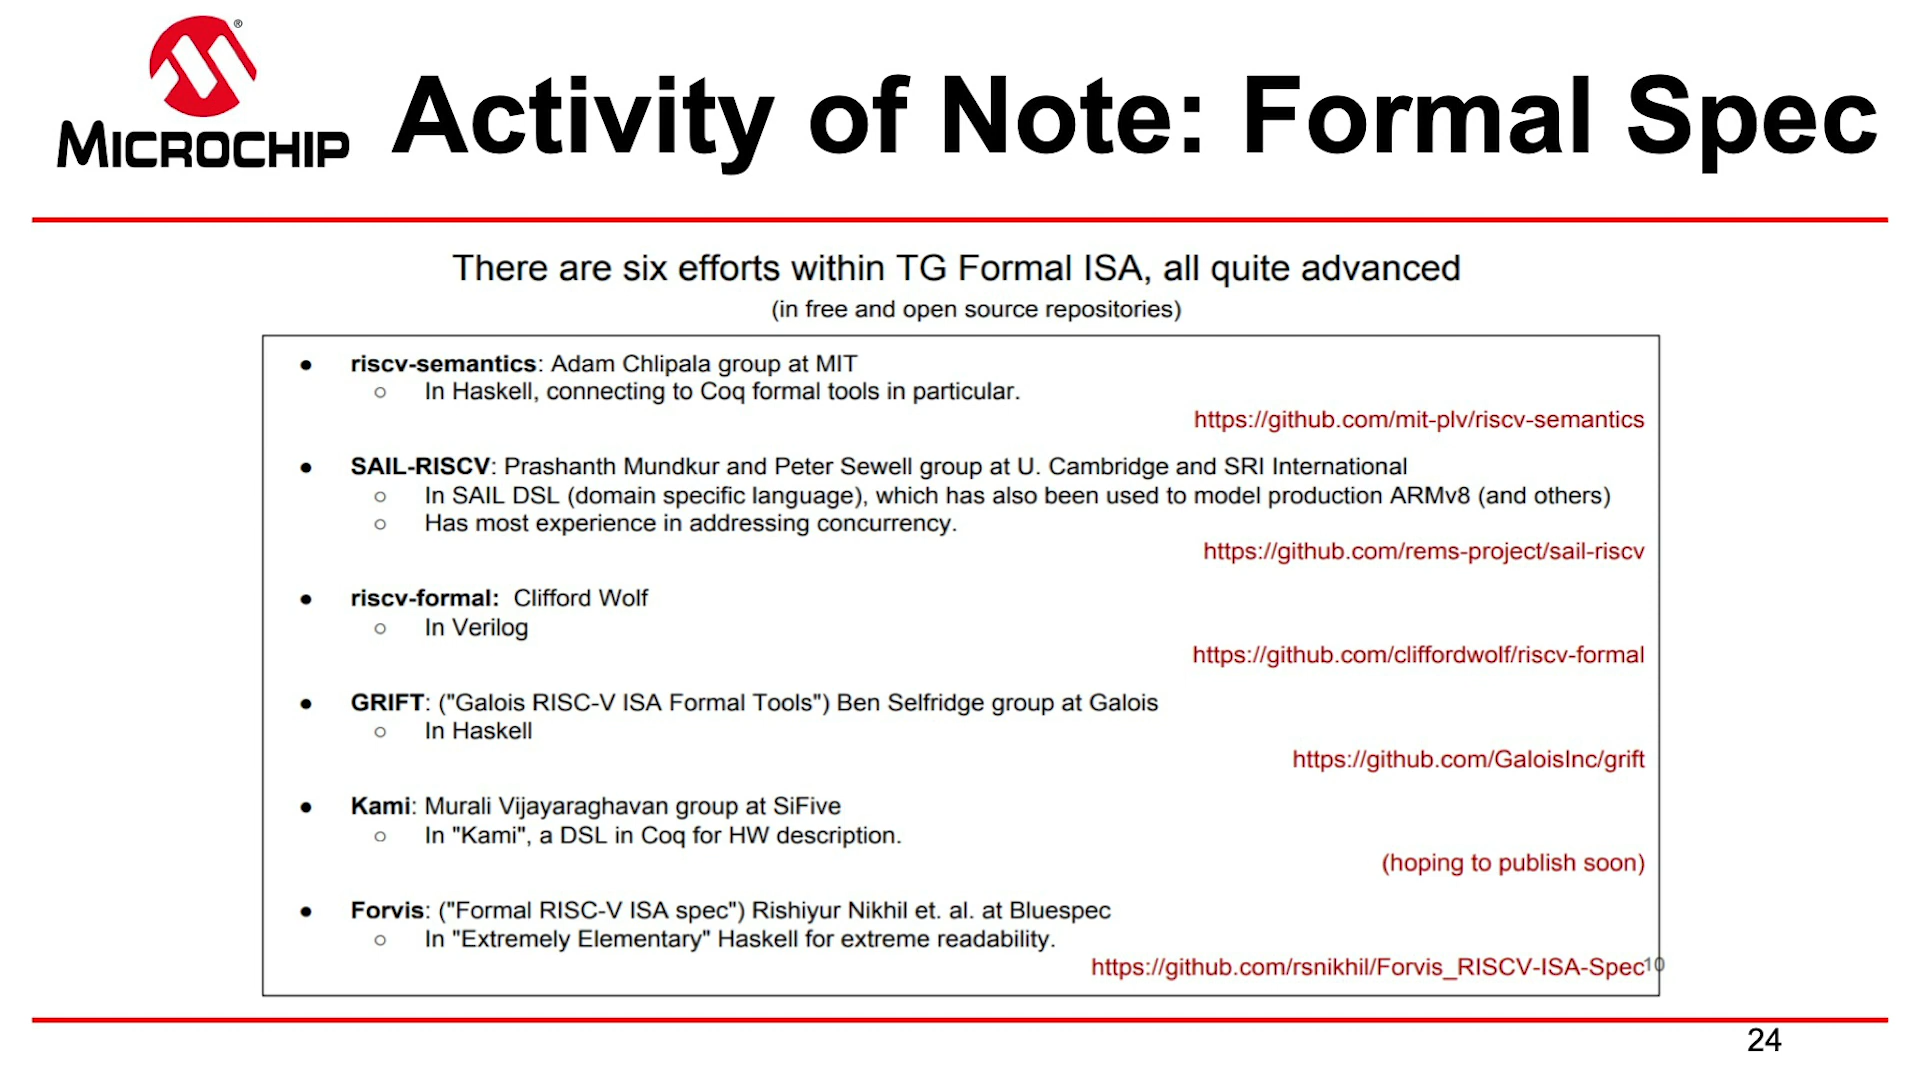 ®
MICROCHIP
Activity of Note: Formal Spec
There are six efforts within TG Formal ISA, all quite advanced
(in free and open source repositories)
● riscv-semantics: Adam Chlipala group at MIT
○ In Haskell, connecting to Coq formal tools in particular.
https://github.com/mit-plv/riscv-semantics
● SAIL-RISCV: Prashanth Mundkur and Peter Sewell group at U. Cambridge and SRI International
○ In SAIL DSL (domain specific language), which has also been used to model production ARMv8 (and others)
○ Has most experience in addressing concurrency.
https://github.com/rems-project/sail-riscv
● riscv-formal: Clifford Wolf
○ In Verilog
https://github.com/cliffordwolf/riscv-formal
● GRIFT: ("Galois RISC-V ISA Formal Tools") Ben Selfridge group at Galois
○ In Haskell
https://github.com/GaloisInc/grift
● Kami: Murali Vijayaraghavan group at SiFive
○ In "Kami", a DSL in Coq for HW description.
(hoping to publish soon)
● Forvis: ("Formal RISC-V ISA spec") Rishiyur Nikhil et. al. at Bluespec
○ In "Extremely Elementary" Haskell for extreme readability.
https://github.com/rsnikhil/Forvis_RISCV-ISA-Spec
10
24